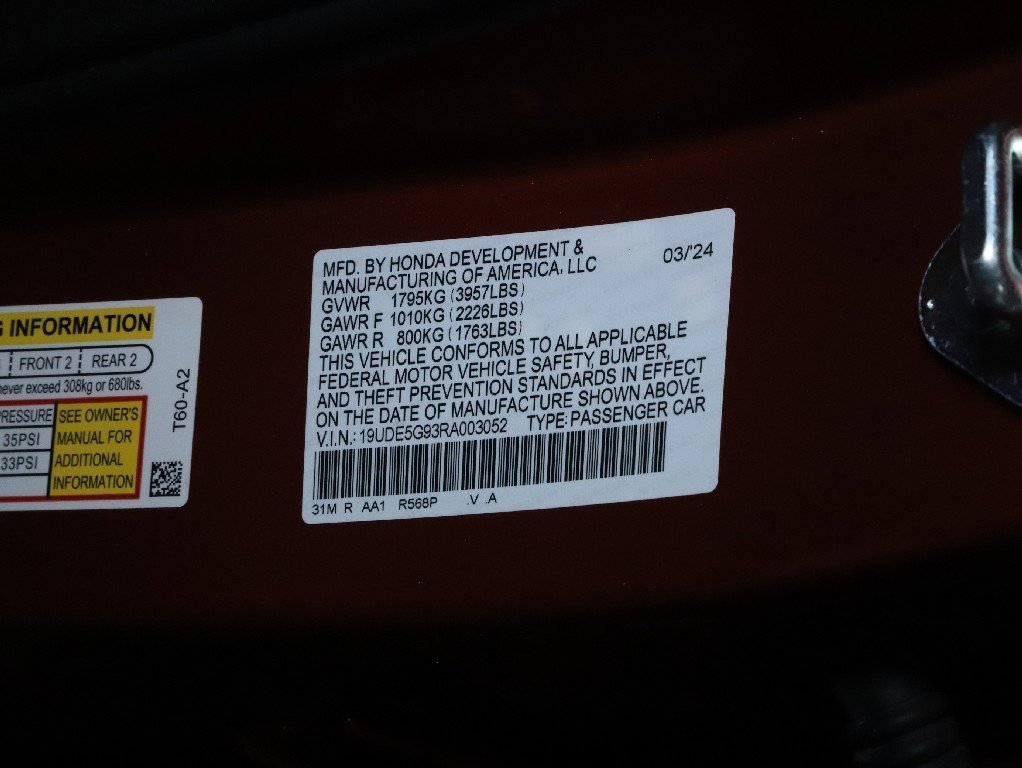 MFD. BY HONDA DEVELOPMENT & 03/'24
MANUFACTURING OF AMERICA, LLC
GVWR 1795KG (3957LBS)
GAWR F 1010KG (2226LBS)
GAWR R 800KG (1763LBS)
THIS VEHICLE CONFORMS TO ALL APPLICABLE
FEDERAL MOTOR VEHICLE SAFETY, BUMPER,
AND THEFT PREVENTION STANDARDS IN EFFECT
ON THE DATE OF MANUFACTURE SHOWN ABOVE.
V.I.N.: 19UDE5G93RA003052 TYPE: PASSENGER CAR
31M R AA1 R568P .V .A
G INFORMATION
FRONT 2 REAR 2
never exceed 308kg or 680lbs.
PRESSURE
35PSI
33PSI
SEE OWNER'S
MANUAL FOR
ADDITIONAL
INFORMATION
T60-A2